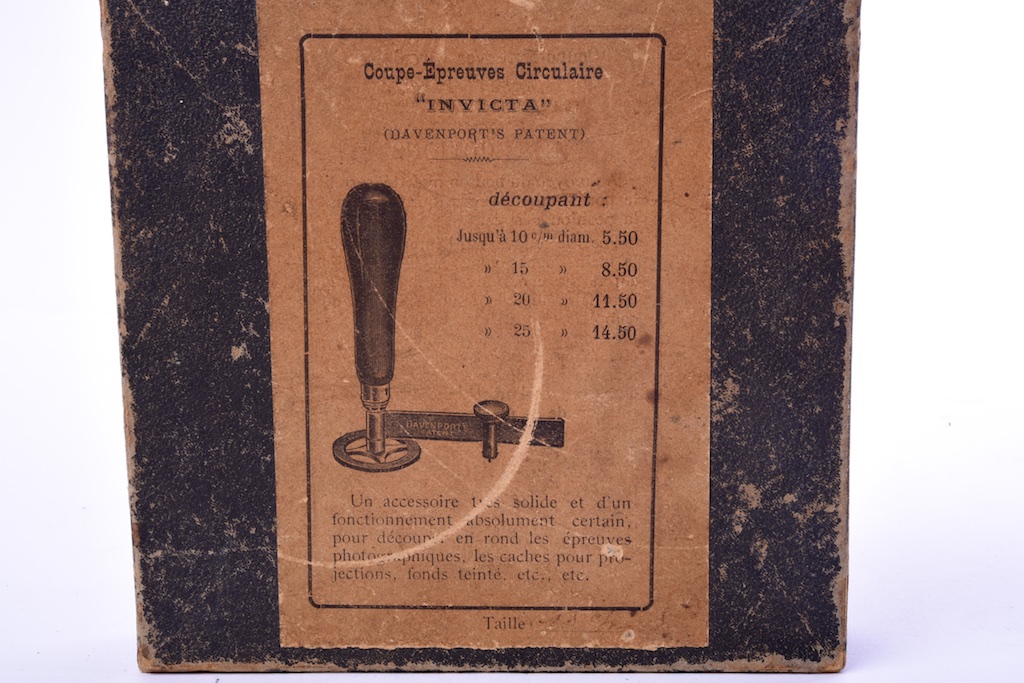 Coupe-Épreuves Circulaire
"INVICTA"
(DAVENPORT'S PATENT)
découpant :
Jusqu'à 10 c/m diam. 5.50
» 15 » 8.50
» 20 » 11.50
» 25 » 14.50
DAVENPORTS
PATENT
Un accessoire très solide et d'un
fonctionnement absolument certain,
pour découper en rond les épreuves
photographiques, les caches pour pro-
jections, fonds teinté, etc., etc.
Taille